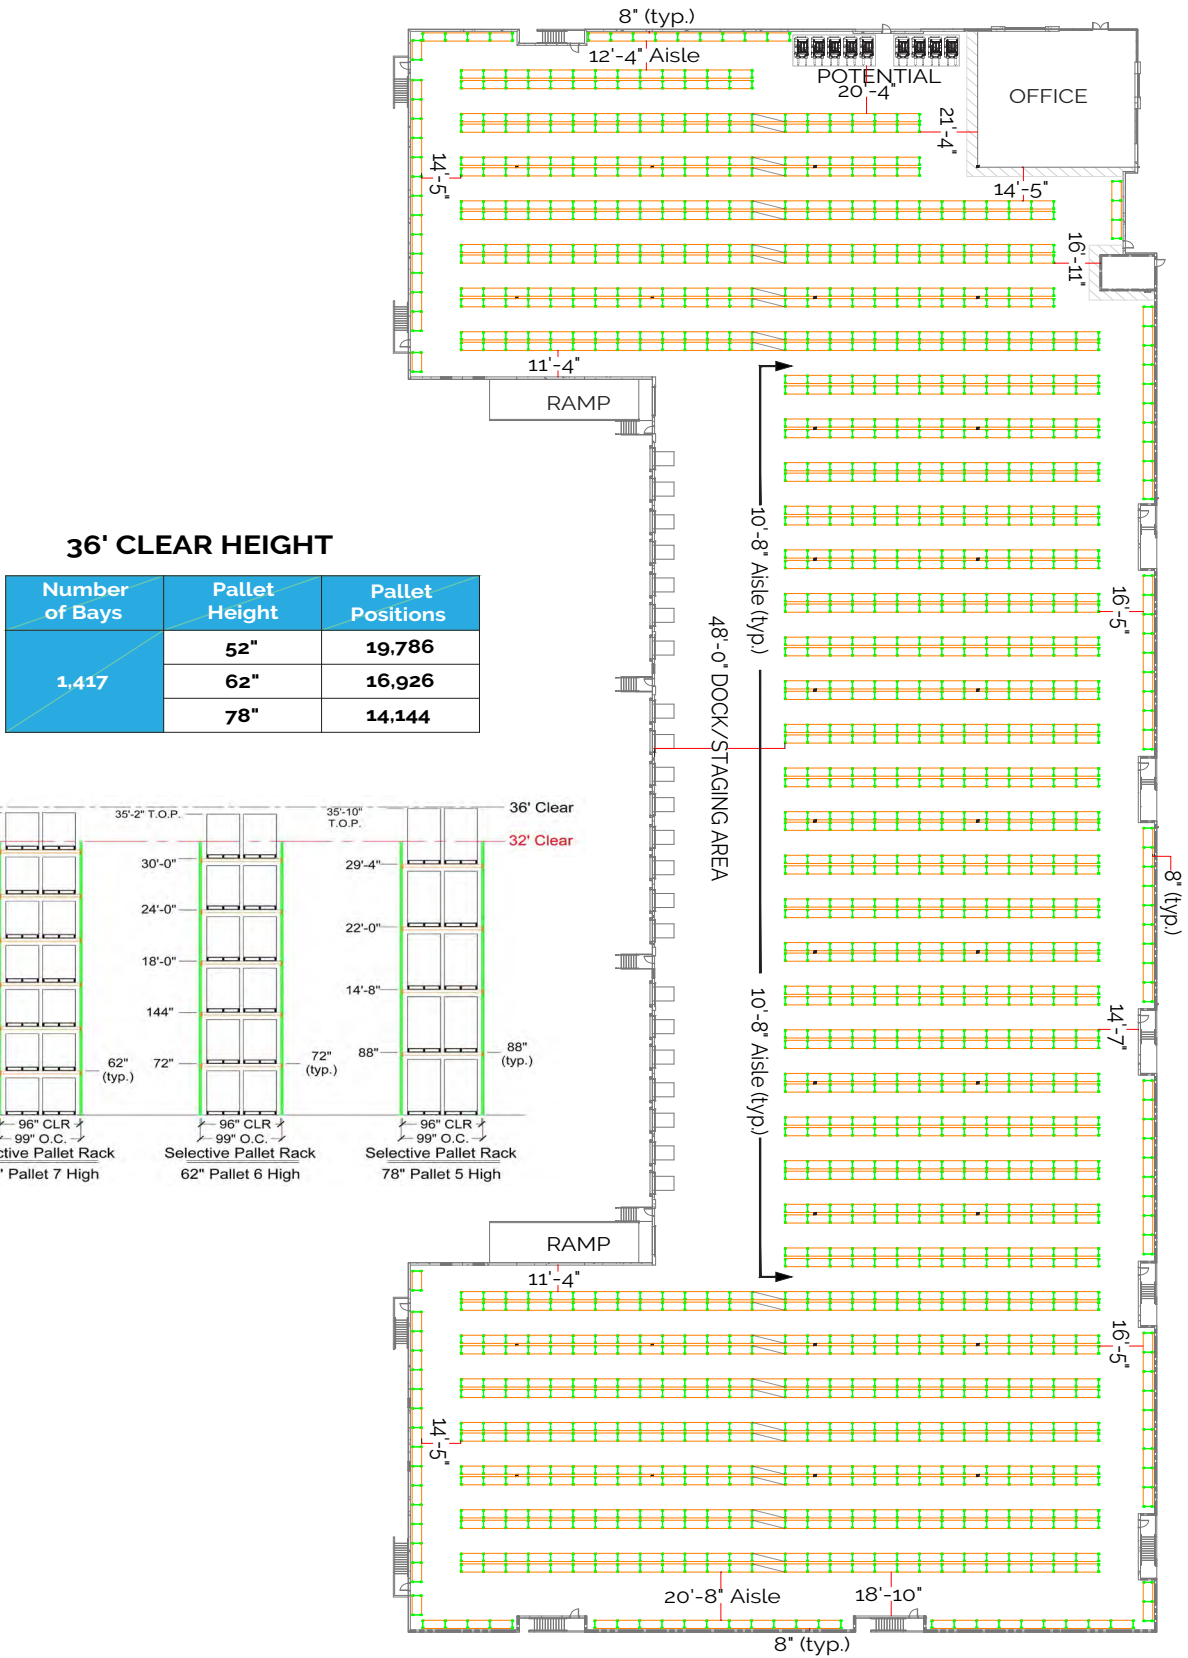 8" (typ.)
12'-4" Aisle
POTENTIAL
20'-4"
OFFICE
21'-4"
14'-5"
14'-5"
16'-11"
11'-4"
RAMP
10'-8" Aisle (typ.)
36' CLEAR HEIGHT
Number of Bays
Pallet Height
Pallet Positions
1,417
52"
19,786
62"
16,926
78"
14,144
16'-5"
48'-0" DOCK/STAGING AREA
35'-2" T.O.P.
35'-10"
T.O.P.
36' Clear
32' Clear
30'-0"
24'-0"
18'-0"
144"
72"
29'-4"
22'-0"
14'-8"
88"
62"
(typ.)
72"
(typ.)
88"
(typ.)
96" CLR
99" O.C.
ctive Pallet Rack
" Pallet 7 High
96" CLR
99" O.C.
Selective Pallet Rack
62" Pallet 6 High
96" CLR
99" O.C.
Selective Pallet Rack
78" Pallet 5 High
8" (typ.)
10'-8" Aisle (typ.)
14'-7"
RAMP
11'-4"
16'-5"
14'-5"
20'-8" Aisle
18'-10"
8" (typ.)